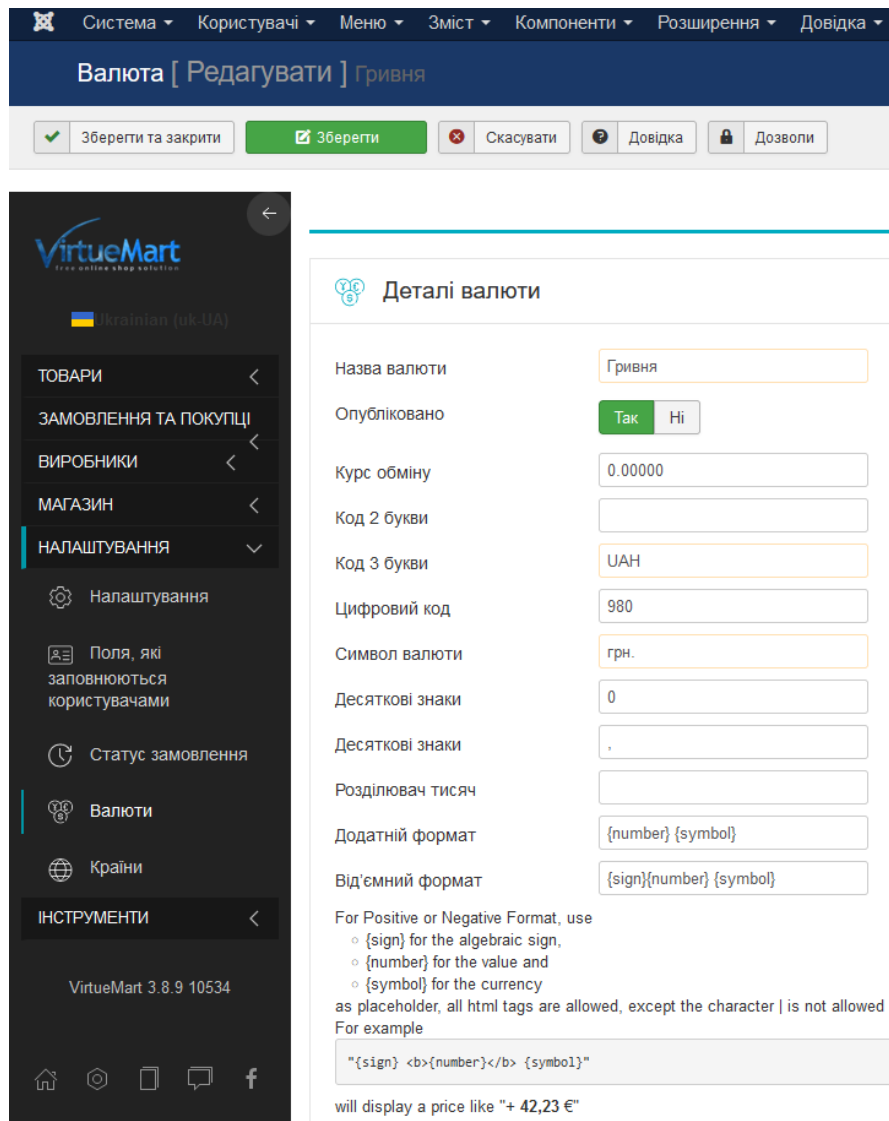 Система Користувачі Меню Зміст Компоненти Розширення Довідка
Валюта [ Редагувати ] Гривня
Зберегти та закрити Зберегти Скасувати Довідка Дозволи
VirtueMart
free online shop solution
Ukrainian (uk-UA)
ТОВАРИ
ЗАМОВЛЕННЯ ТА ПОКУПЦІ
ВИРОБНИКИ
МАГАЗИН
НАЛАШТУВАННЯ
Налаштування
Поля, які
заповнюються
користувачами
Статус замовлення
Валюти
Країни
ІНСТРУМЕНТИ
VirtueMart 3.8.9 10534
Деталі валюти
Назва валюти Гривня
Опубліковано Так Ні
Курс обміну 0.00000
Код 2 букви
Код 3 букви UAH
Цифровий код 980
Символ валюти грн.
Десяткові знаки 0
Десяткові знаки ,
Розділювач тисяч
Додатній формат {number} {symbol}
Від'ємний формат {sign}{number} {symbol}
For Positive or Negative Format, use
{sign} for the algebraic sign,
{number} for the value and
{symbol} for the currency
as placeholder, all html tags are allowed, except the character | is not allowed
For example
"{sign} <b>{number}</b> {symbol}"
will display a price like "+ 42,23 €"